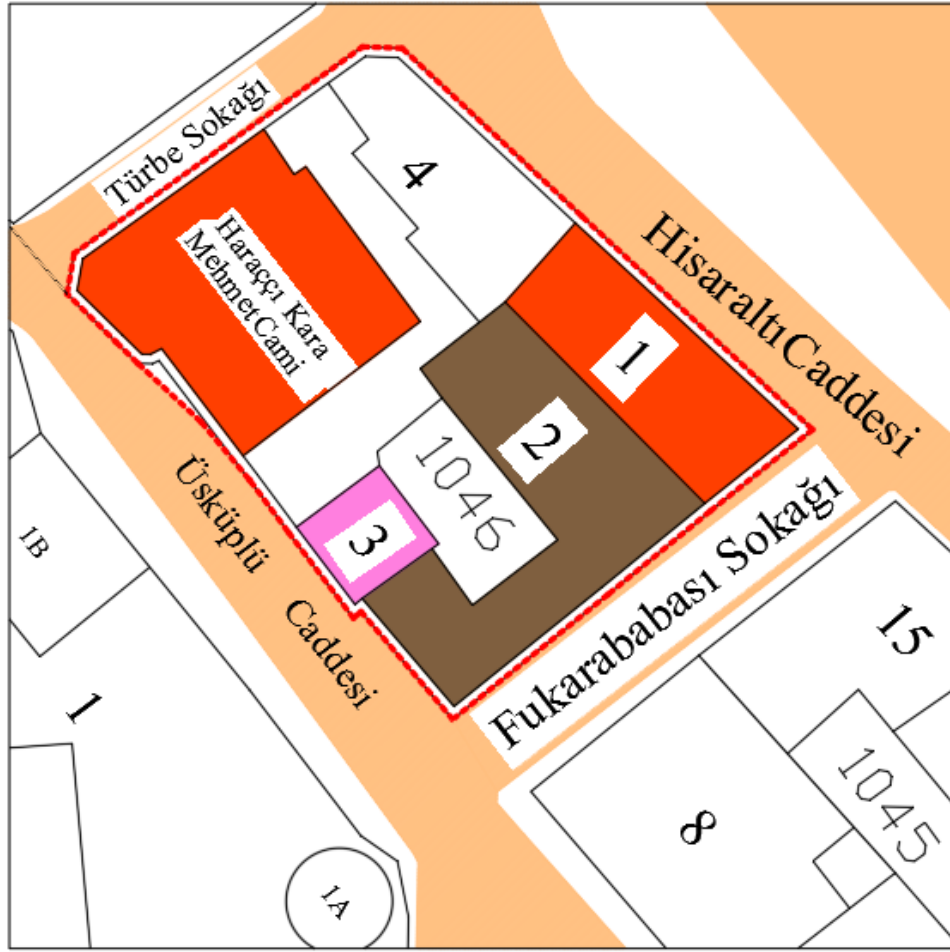 Türbe Sokağı
4
Haraççı Kara
Mehmet Cami
Hisaraltı Caddesi
1
2
1046
3
Üsküplü
Caddesi
Fukarababası Sokağı
1B
1
15
1045
8
1A